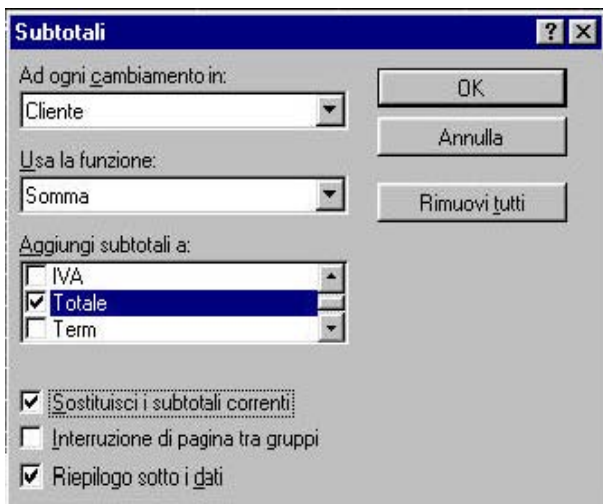 Subtotali
Ad ogni cambiamento in:
Cliente
Usa la funzione:
Somma
Aggiungi subtotali a:
IVA
Totale
Term
Sostituisci i subtotali correnti
Interruzione di pagina tra gruppi
Riepilogo sotto i dati
OK
Annulla
Rimuovi tutti